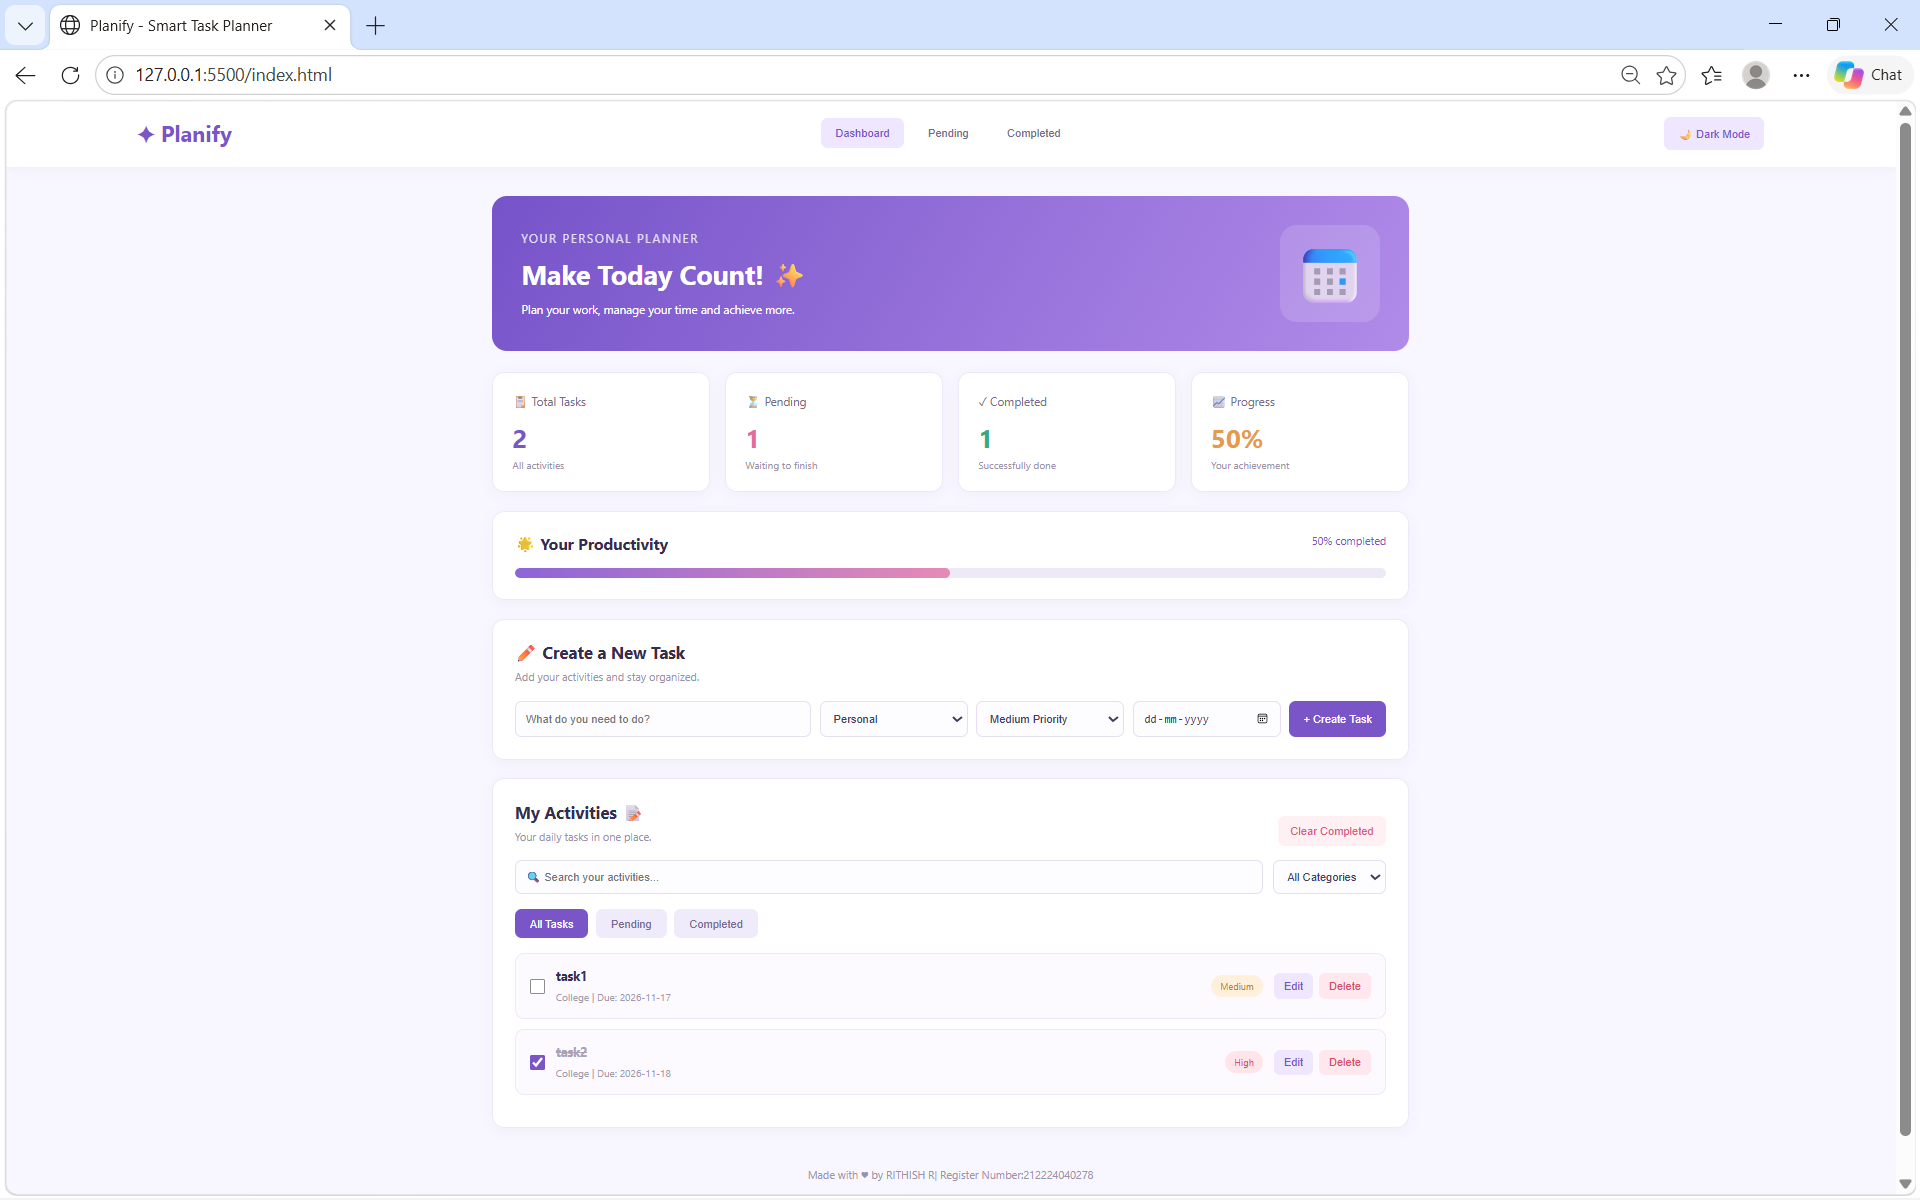 Planify - Smart Task Planner
127.0.0.1:5500/index.html
Chat
✦ Planify
Dashboard
Pending
Completed
🌙 Dark Mode
YOUR PERSONAL PLANNER
Make Today Count! ✨
Plan your work, manage your time and achieve more.
📋 Total Tasks
2
All activities
⏳ Pending
1
Waiting to finish
✓ Completed
1
Successfully done
📈 Progress
50%
Your achievement
🌟 Your Productivity
50% completed
✏️ Create a New Task
Add your activities and stay organized.
What do you need to do?
Personal
Medium Priority
dd-mm-yyyy
+ Create Task
My Activities 📝
Your daily tasks in one place.
Clear Completed
🔍 Search your activities...
All Categories
All Tasks
Pending
Completed
task1
College | Due: 2026-11-17
Medium
Edit
Delete
task2
College | Due: 2026-11-18
High
Edit
Delete
Made with ♥ by RITHISH R| Register Number:212224040278